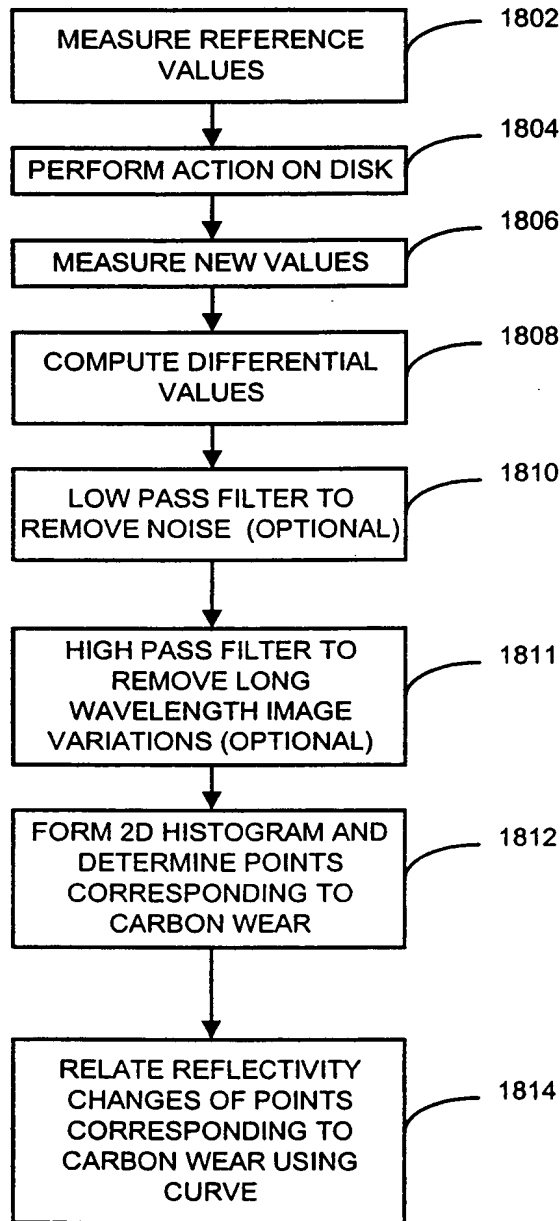 MEASURE REFERENCE
VALUES
1802
PERFORM ACTION ON DISK
1804
MEASURE NEW VALUES
1806
COMPUTE DIFFERENTIAL
VALUES
1808
LOW PASS FILTER TO
REMOVE NOISE (OPTIONAL)
1810
HIGH PASS FILTER TO
REMOVE LONG
WAVELENGTH IMAGE
VARIATIONS (OPTIONAL)
1811
FORM 2D HISTOGRAM AND
DETERMINE POINTS
CORRESPONDING TO
CARBON WEAR
1812
RELATE REFLECTIVITY
CHANGES OF POINTS
CORRESPONDING TO
CARBON WEAR USING
CURVE
1814